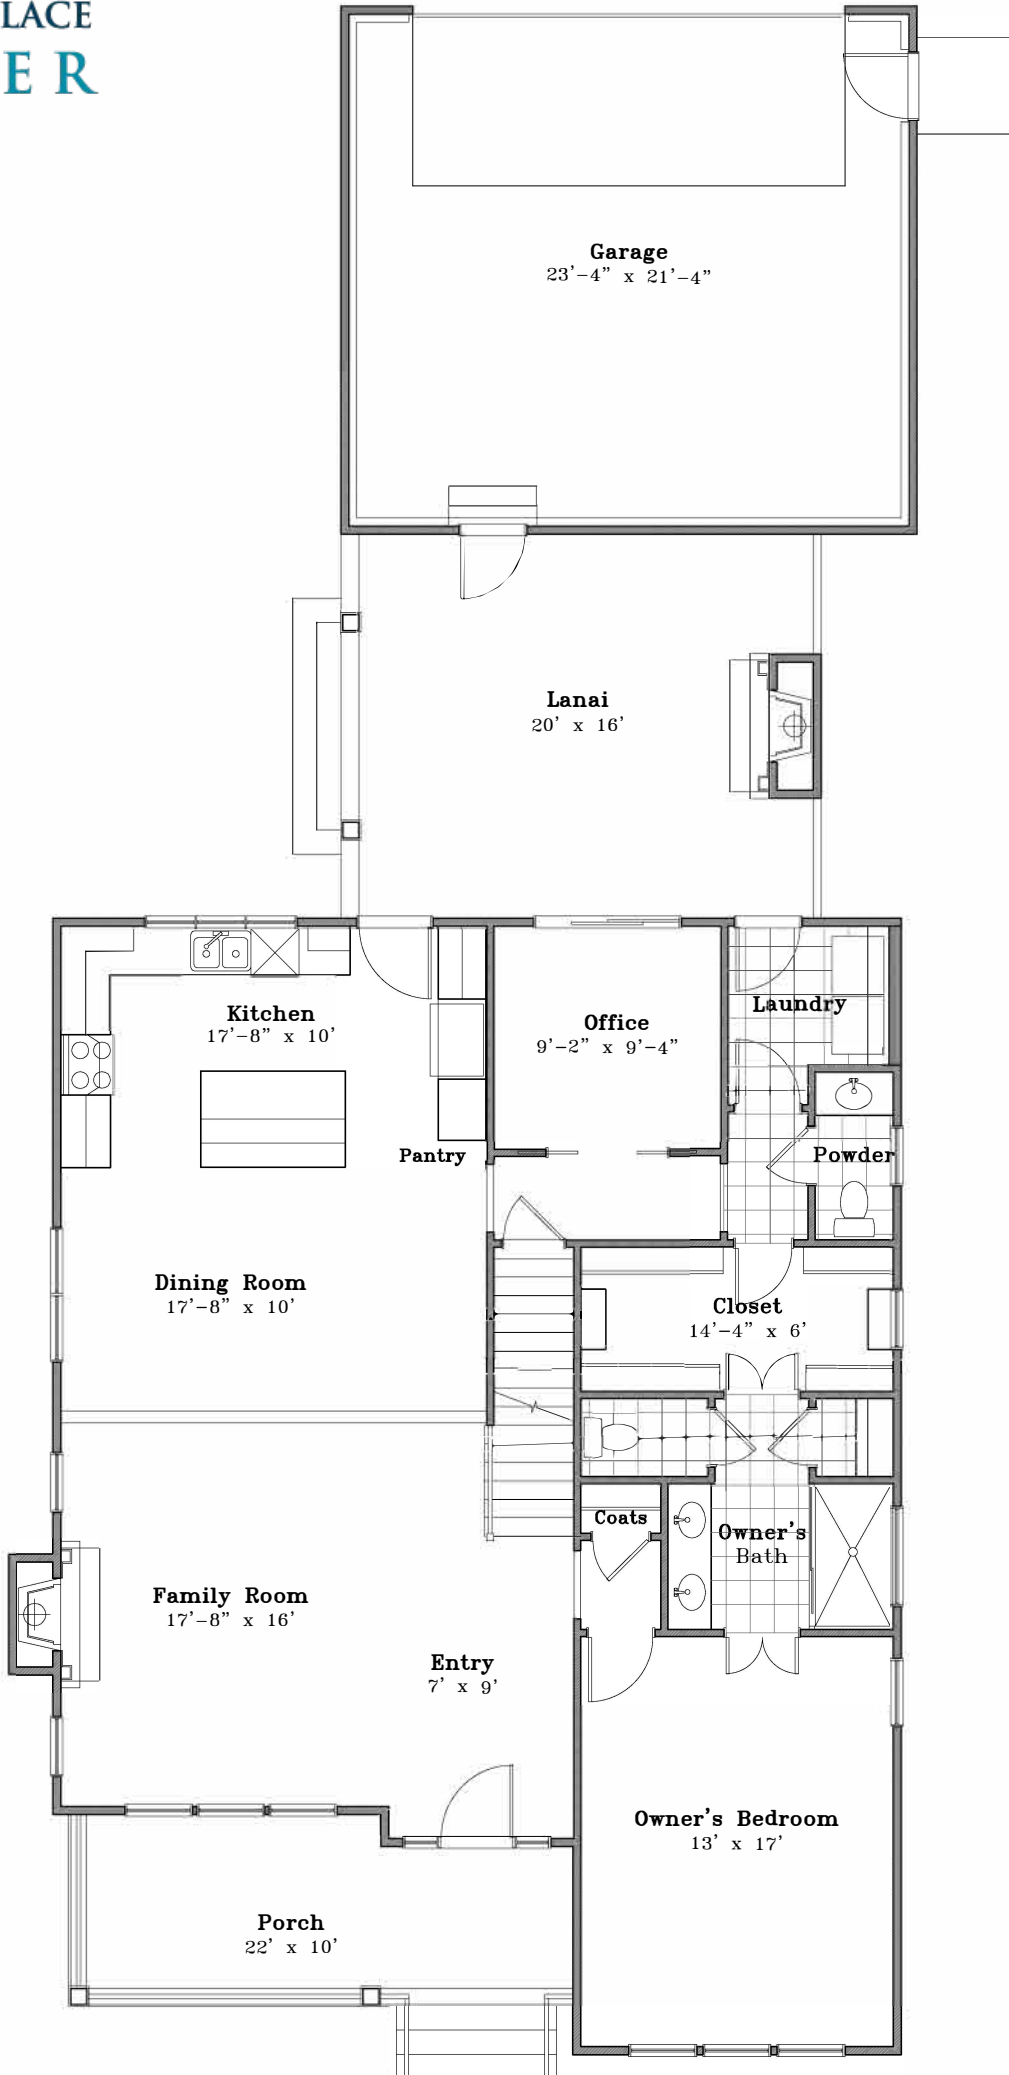 LACE
ER
Garage
23'-4" x 21'-4"
Lanai
20' x 16'
Kitchen
17'-8" x 10'
Office
9'-2" x 9'-4"
Laundry
Pantry
Powder
Dining Room
17'-8" x 10'
Closet
14'-4" x 6'
Coats
Owner's
Bath
Family Room
17'-8" x 16'
Entry
7' x 9'
Owner's Bedroom
13' x 17'
Porch
22' x 10'